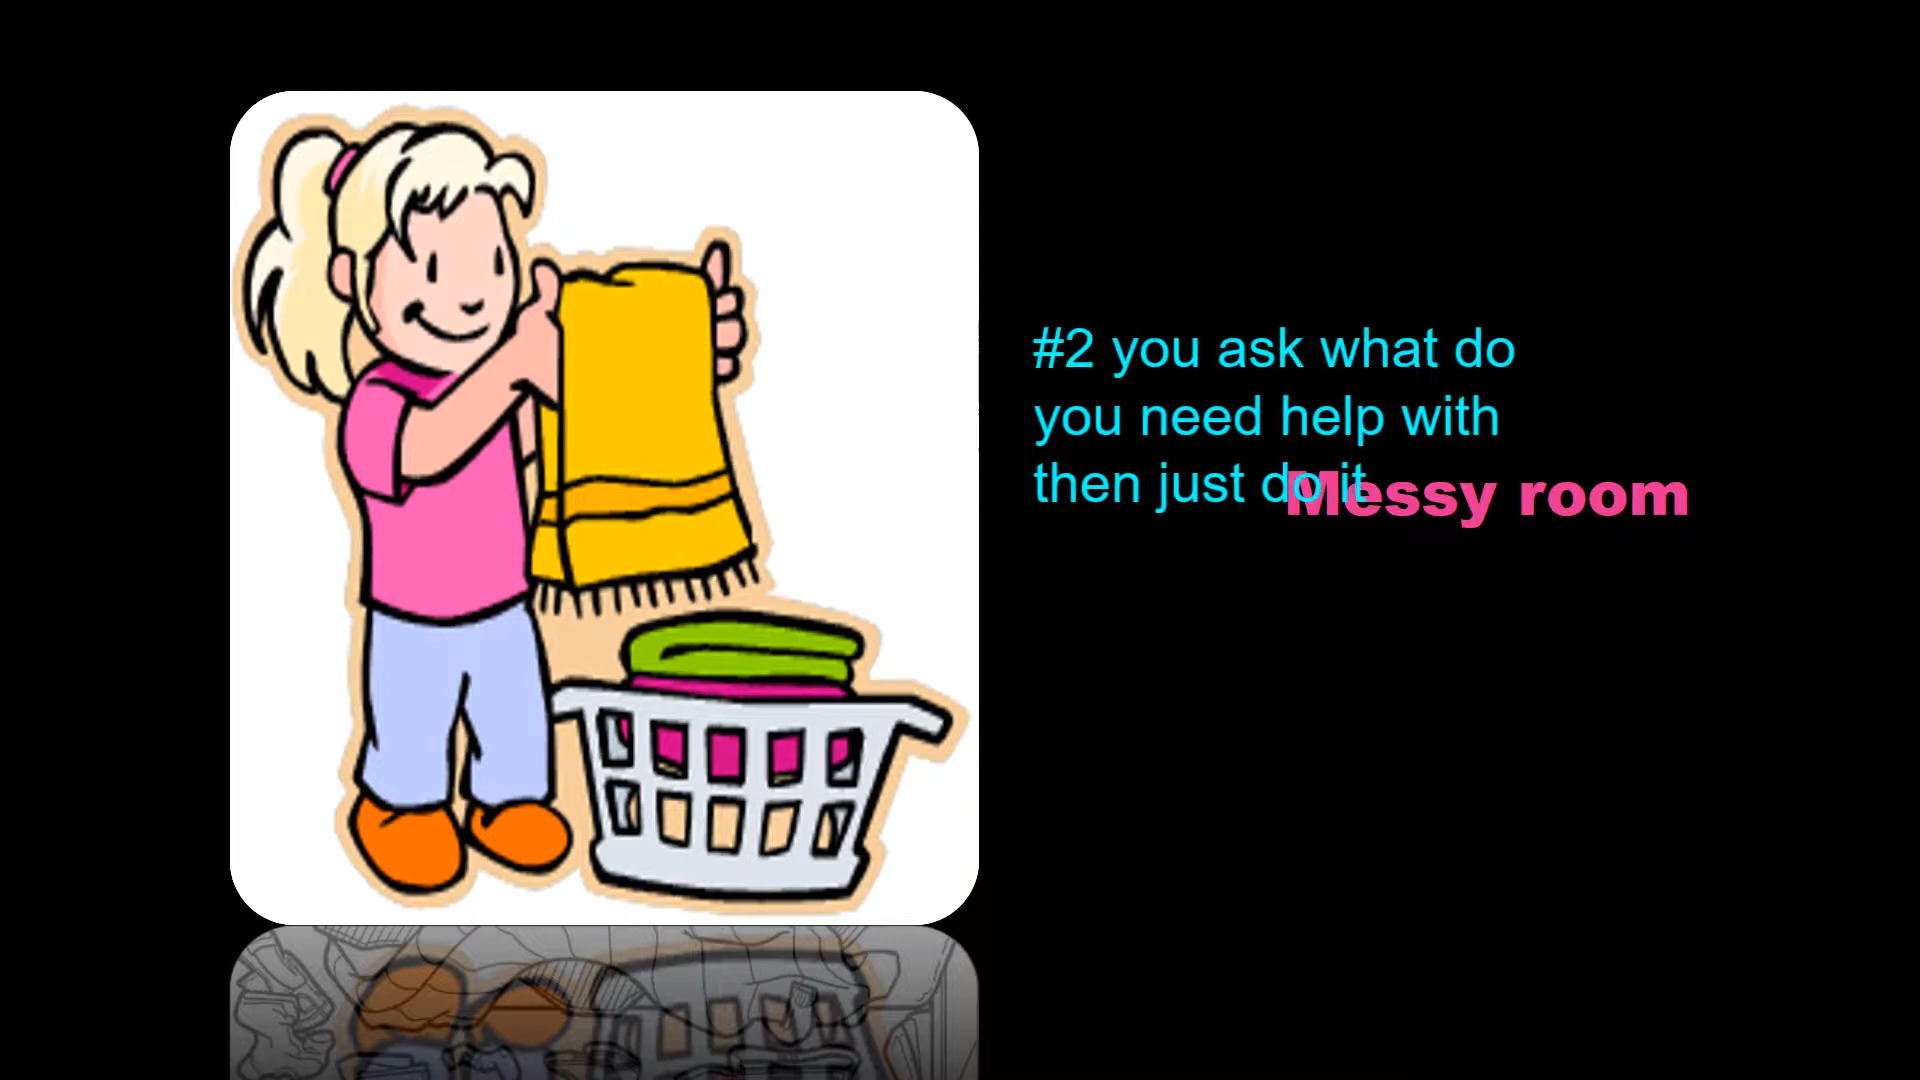 #2 you ask what do
you need help with
then just do it
Messy room